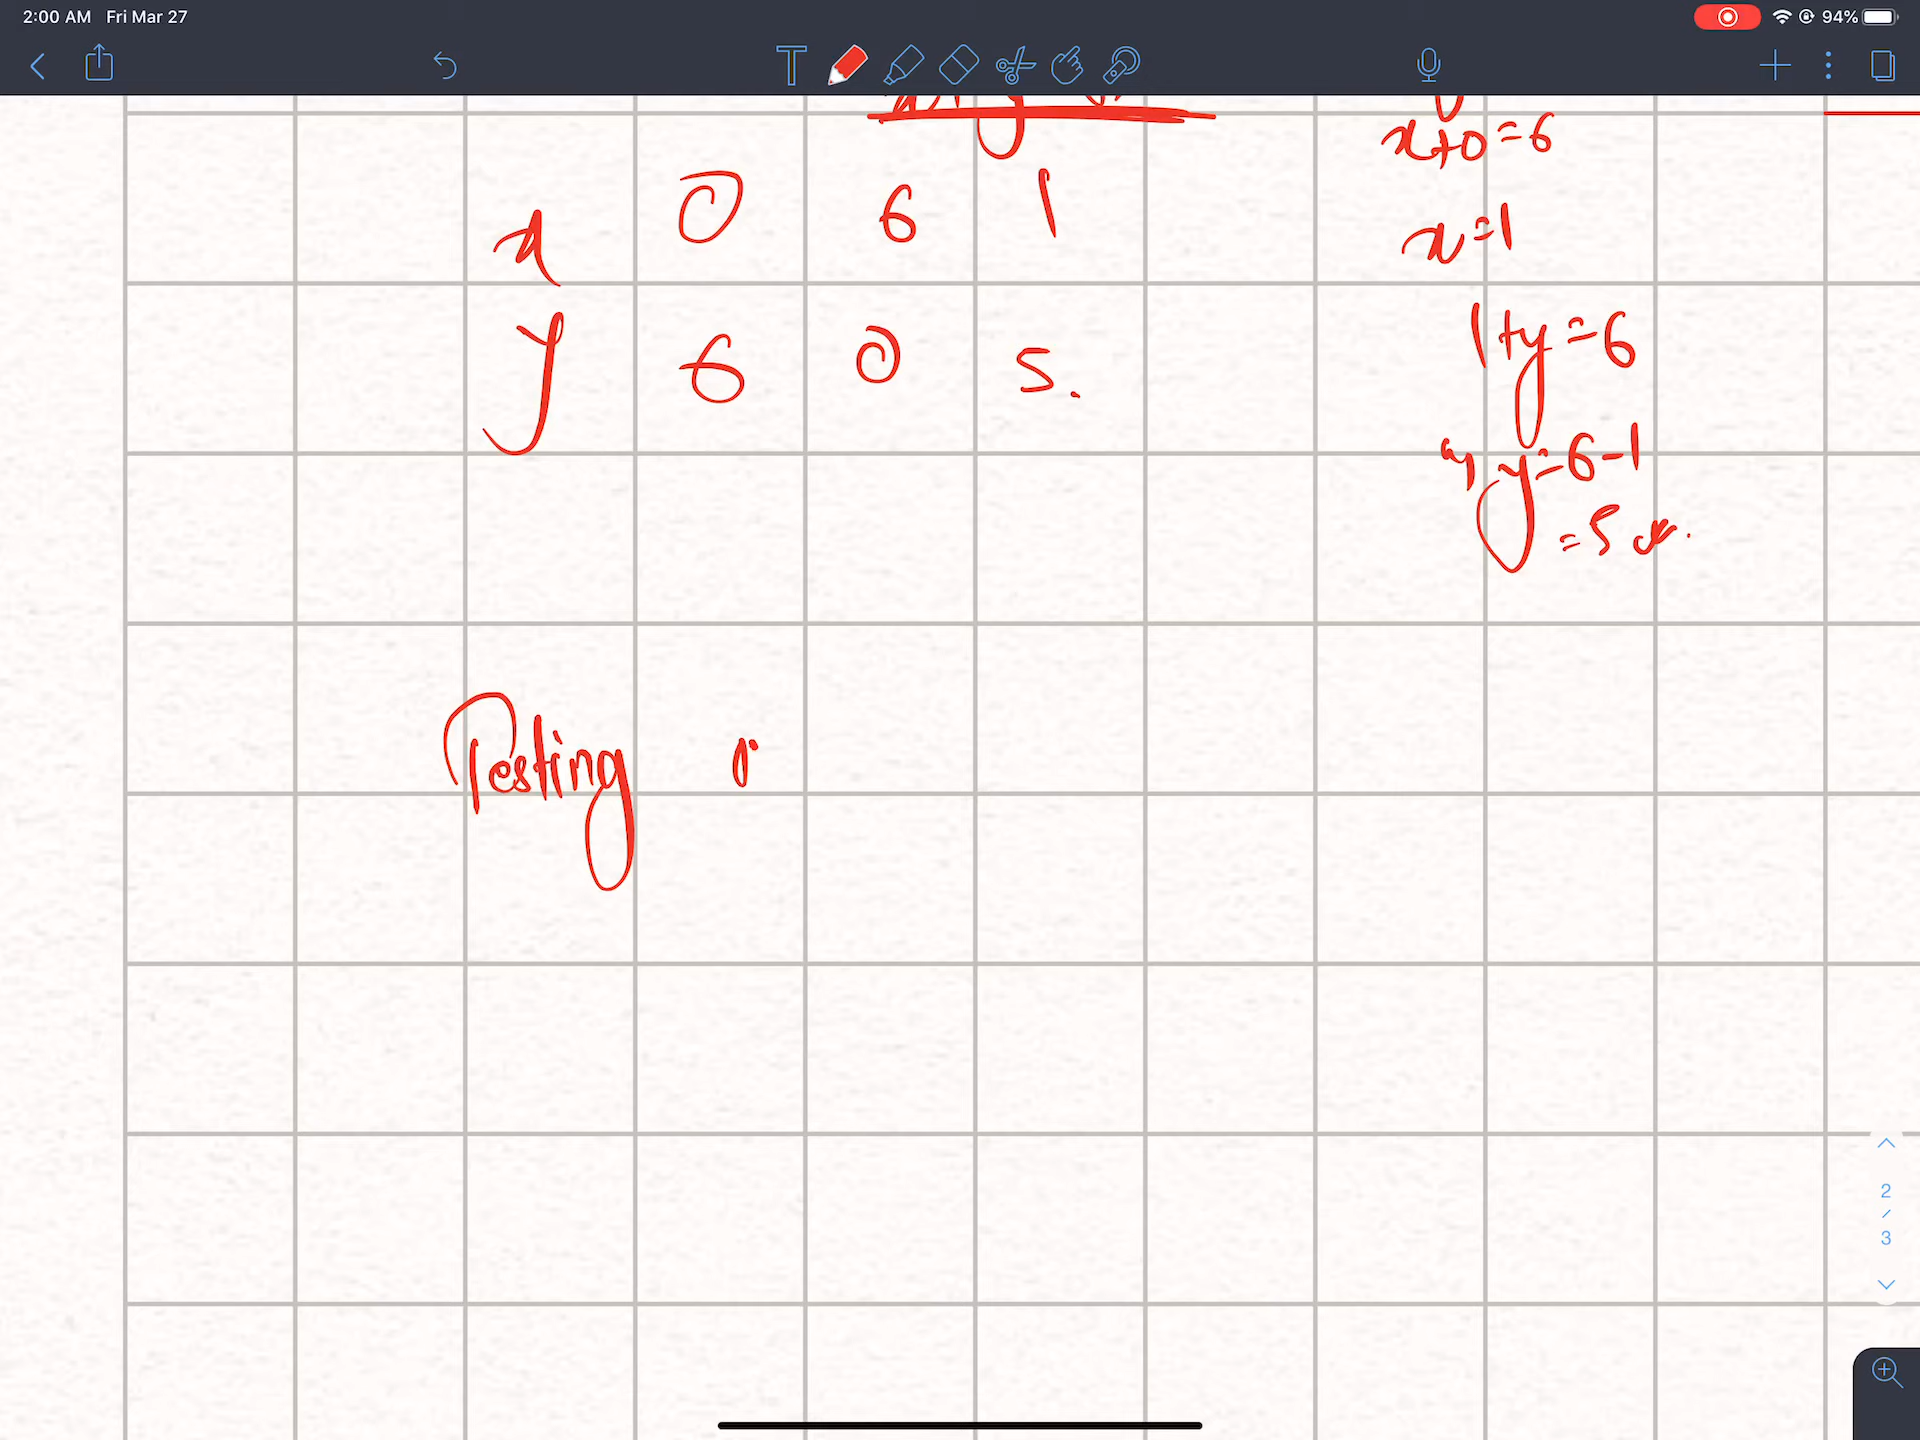 2:00 AM Fri Mar 27
94%
x+0=6
x 0 6 1
x=1
y 6 0 5.
1+y=6
y=6-1
=5
Testing
2
3